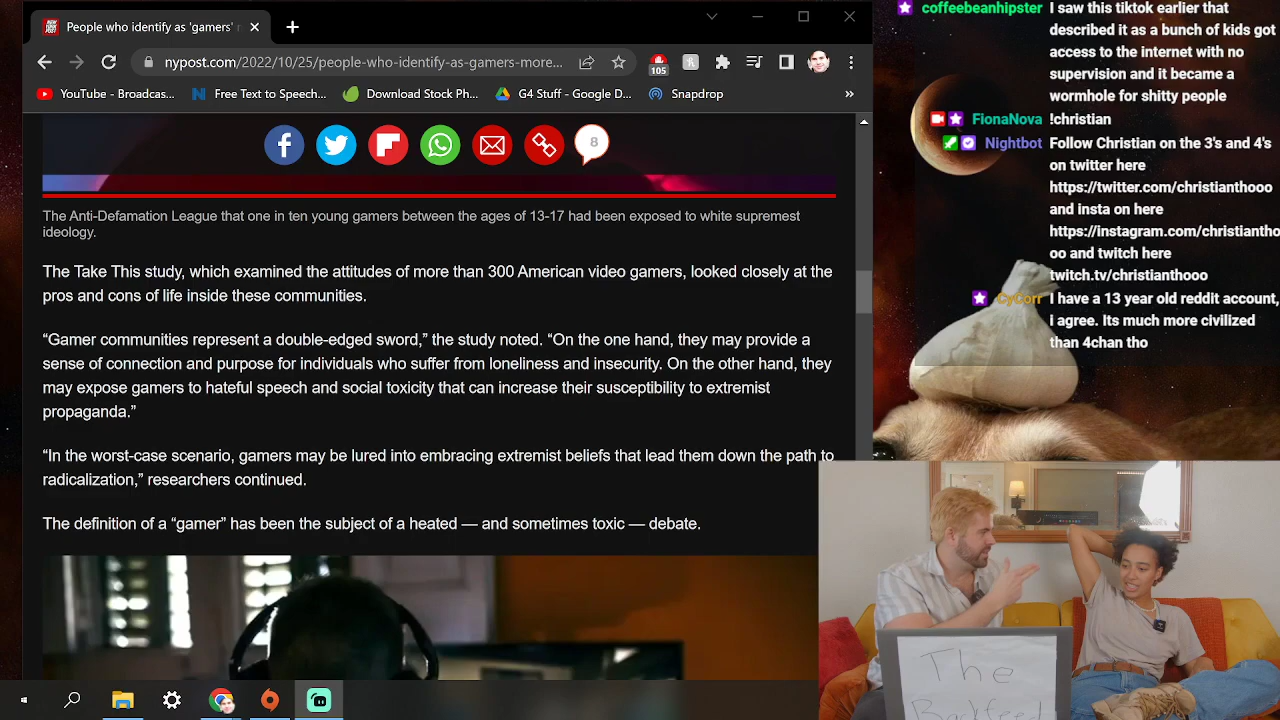 NEW YORK POST
People who identify as 'gamers'
nypost.com/2022/10/25/people-who-identify-as-gamers-more...
105
YouTube - Broadcas...
Free Text to Speech...
Download Stock Ph...
G4 Stuff - Google D...
Snapdrop
»
8
The Anti-Defamation League that one in ten young gamers between the ages of 13-17 had been exposed to white supremest
ideology.
The Take This study, which examined the attitudes of more than 300 American video gamers, looked closely at the
pros and cons of life inside these communities.
“Gamer communities represent a double-edged sword,” the study noted. “On the one hand, they may provide a
sense of connection and purpose for individuals who suffer from loneliness and insecurity. On the other hand, they
may expose gamers to hateful speech and social toxicity that can increase their susceptibility to extremist
propaganda.”
“In the worst-case scenario, gamers may be lured into embracing extremist beliefs that lead them down the path to
radicalization,” researchers continued.
The definition of a “gamer” has been the subject of a heated — and sometimes toxic — debate.
coffeebeanhipster I saw this tiktok earlier that
described it as a bunch of kids got
access to the internet with no
supervision and it became a
wormhole for shitty people
FionaNova !christian
Nightbot Follow Christian on the 3's and 4's
on twitter here
https://twitter.com/christianthooo
and insta on here
https://instagram.com/christiantho
oo and twitch here
twitch.tv/christianthooo
CyCorr I have a 13 year old reddit account,
i agree. Its much more civilized
than 4chan tho
The
Backfeed